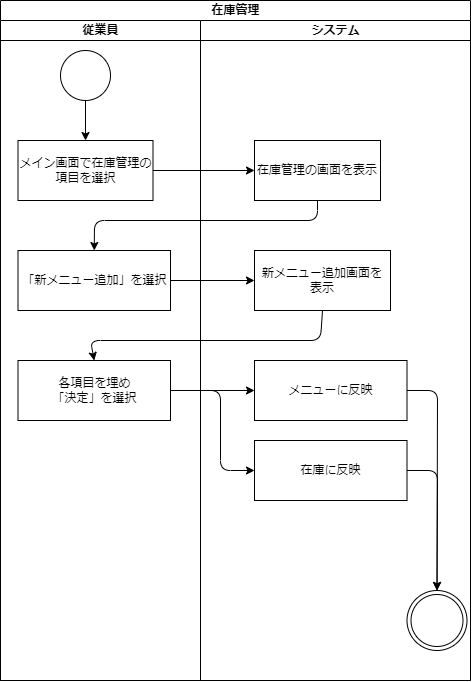 在庫管理
従業員
システム
メイン画面で在庫管理の
項目を選択
在庫管理の画面を表示
「新メニュー追加」を選択
新メニュー追加画面を
表示
各項目を埋め
「決定」を選択
メニューに反映
在庫に反映